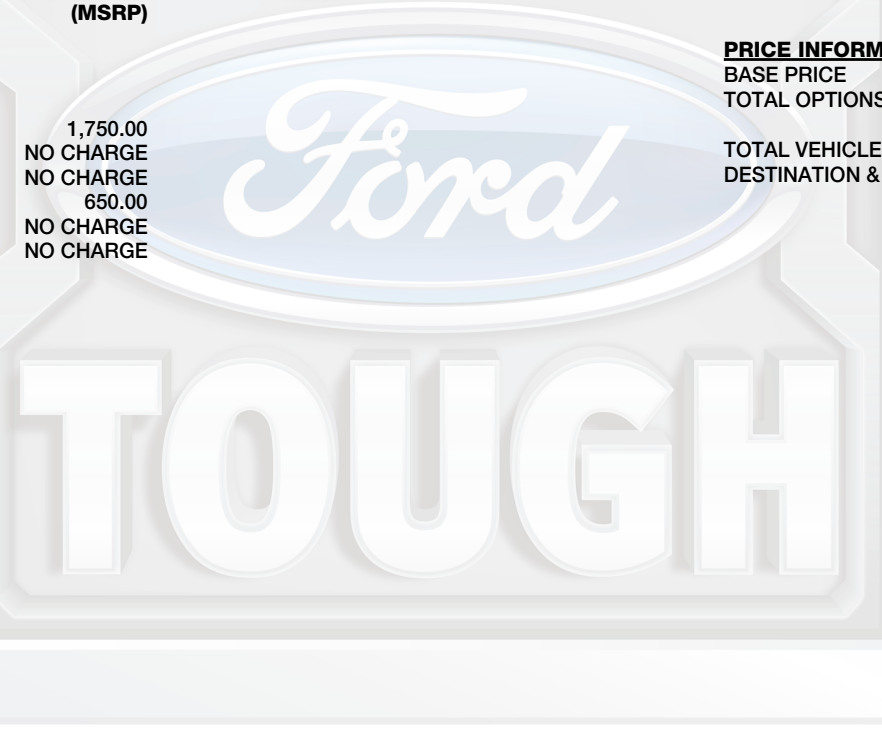 (MSRP)
1,750.00
NO CHARGE
NO CHARGE
650.00
NO CHARGE
NO CHARGE
PRICE INFORM
BASE PRICE
TOTAL OPTIONS
TOTAL VEHICLE
DESTINATION &
Ford
TOUGH